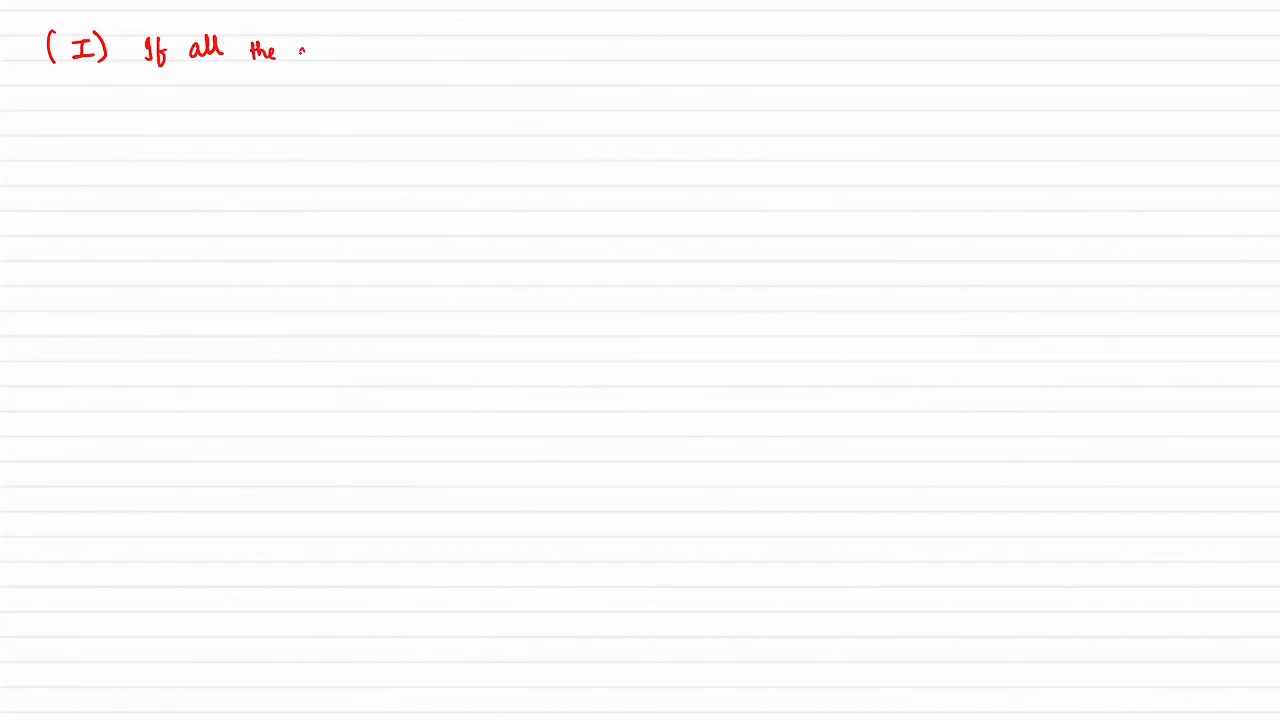 (I) If all the